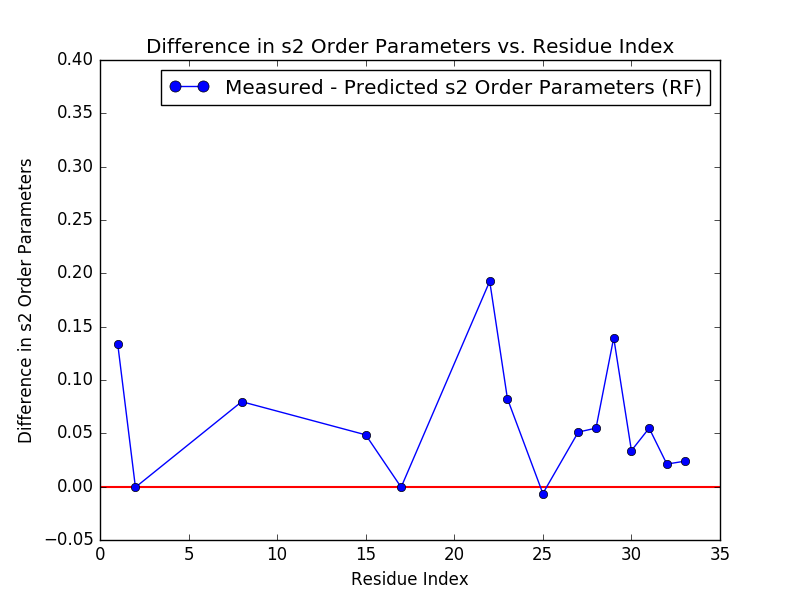 Difference in s2 Order Parameters vs. Residue Index
Measured - Predicted s2 Order Parameters (RF)
Difference in s2 Order Parameters
0.40
0.35
0.30
0.25
0.20
0.15
0.10
0.05
0.00
−0.05
0 5 10 15 20 25 30 35
Residue Index